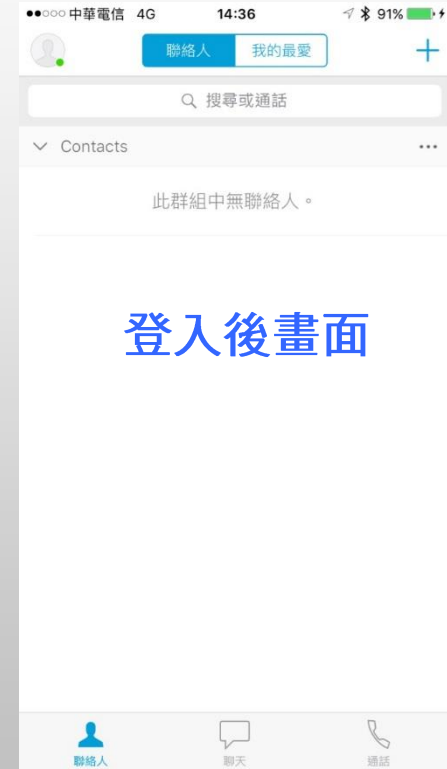 中華電信 4G 14:36 91%
聯絡人 我的最愛
搜尋或通話
Contacts
此群組中無聯絡人。
登入後畫面
聯絡人 聊天 通話